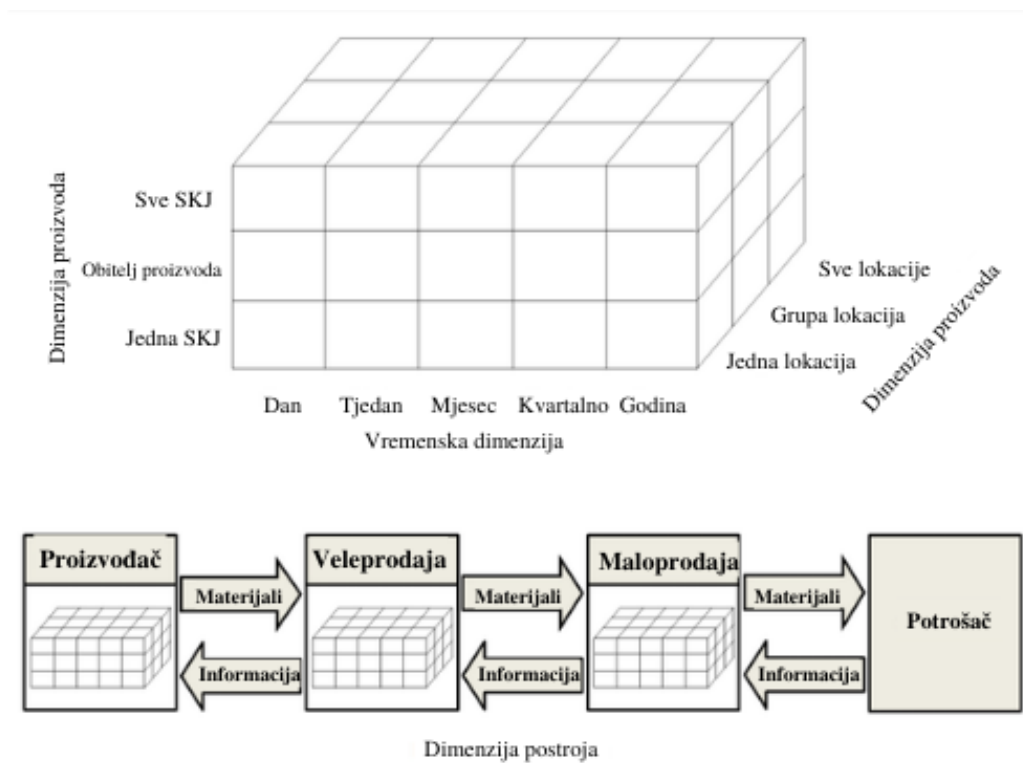 Dimenzija proizvoda
Sve SKJ
Obitelj proizvoda
Jedna SKJ
Sve lokacije
Grupa lokacija
Jedna lokacija
Dimenzija proizvoda
Dan Tjedan Mjesec Kvartalno Godina
Vremenska dimenzija
Proizvođač
Veleprodaja
Maloprodaja
Potrošač
Materijali
Materijali
Materijali
Informacija
Informacija
Informacija
Dimenzija postroja